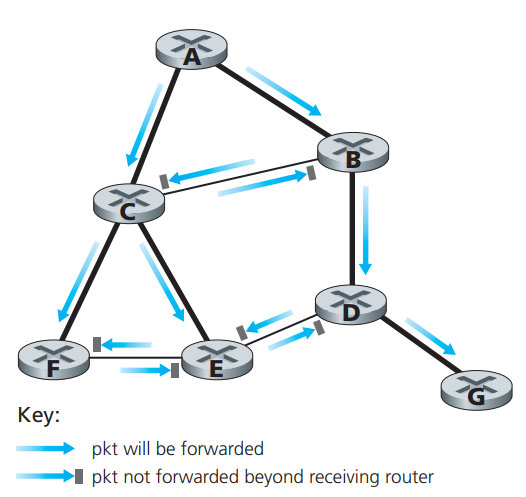 A
B
C
D
F
E
G
Key:
pkt will be forwarded
pkt not forwarded beyond receiving router